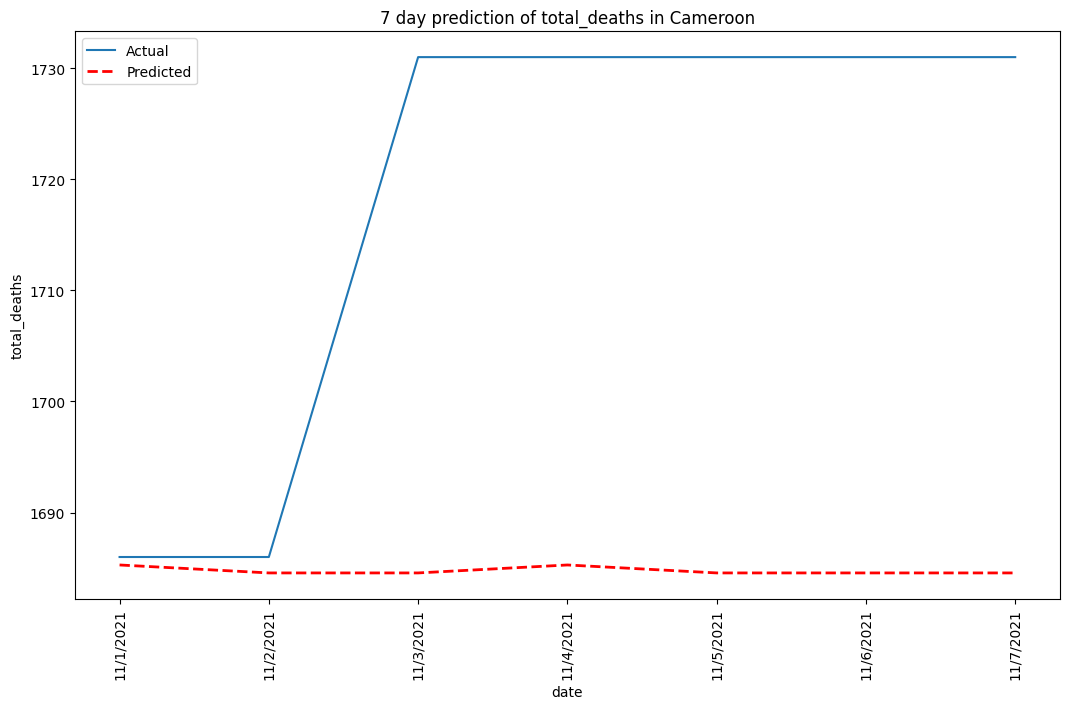 7 day prediction of total_deaths in Cameroon
Actual
Predicted
1730
1720
1710
1700
1690
total_deaths
11/1/2021
11/2/2021
11/3/2021
11/4/2021
11/5/2021
11/6/2021
11/7/2021
date